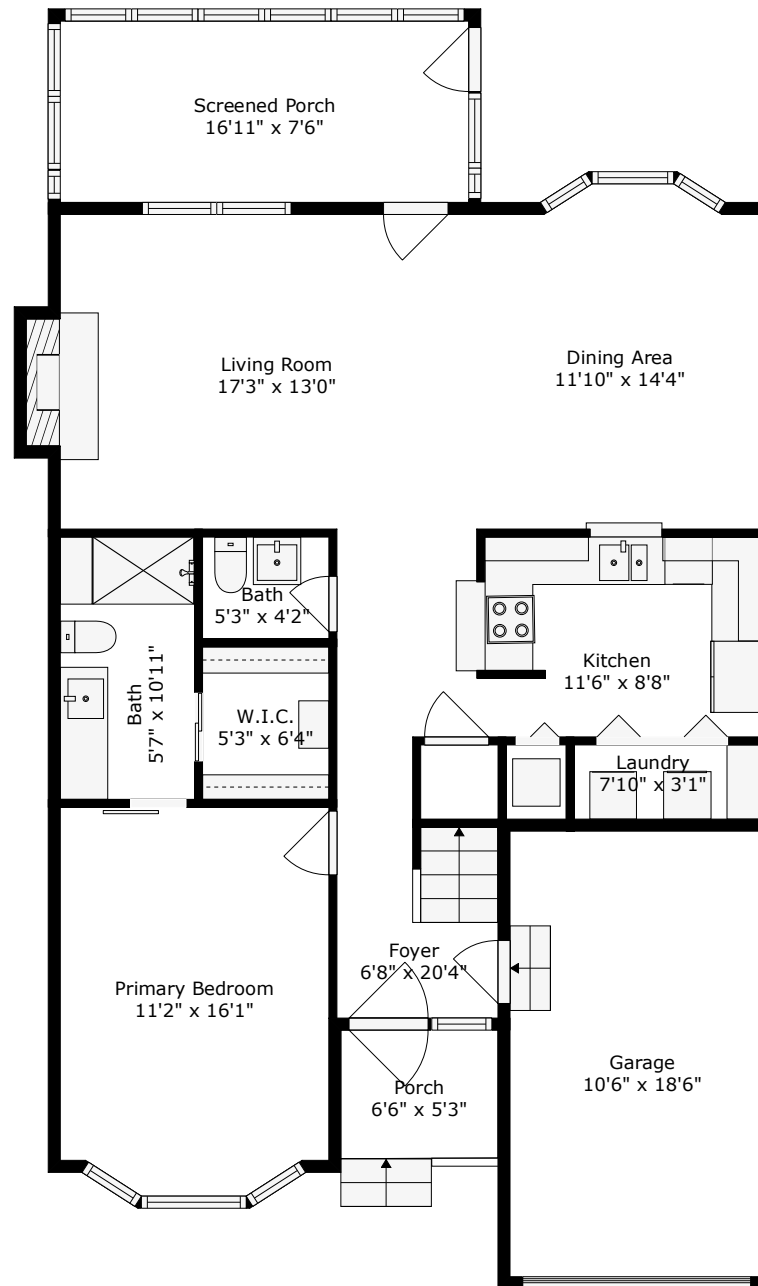 Screened Porch
16'11" x 7'6"
Living Room
17'3" x 13'0"
Dining Area
11'10" x 14'4"
Bath
5'3" x 4'2"
Kitchen
11'6" x 8'8"
Bath
5'7" x 10'11"
W.I.C.
5'3" x 6'4"
Laundry
7'10" x 3'1"
Foyer
6'8" x 20'4"
Primary Bedroom
11'2" x 16'1"
Garage
10'6" x 18'6"
Porch
6'6" x 5'3"